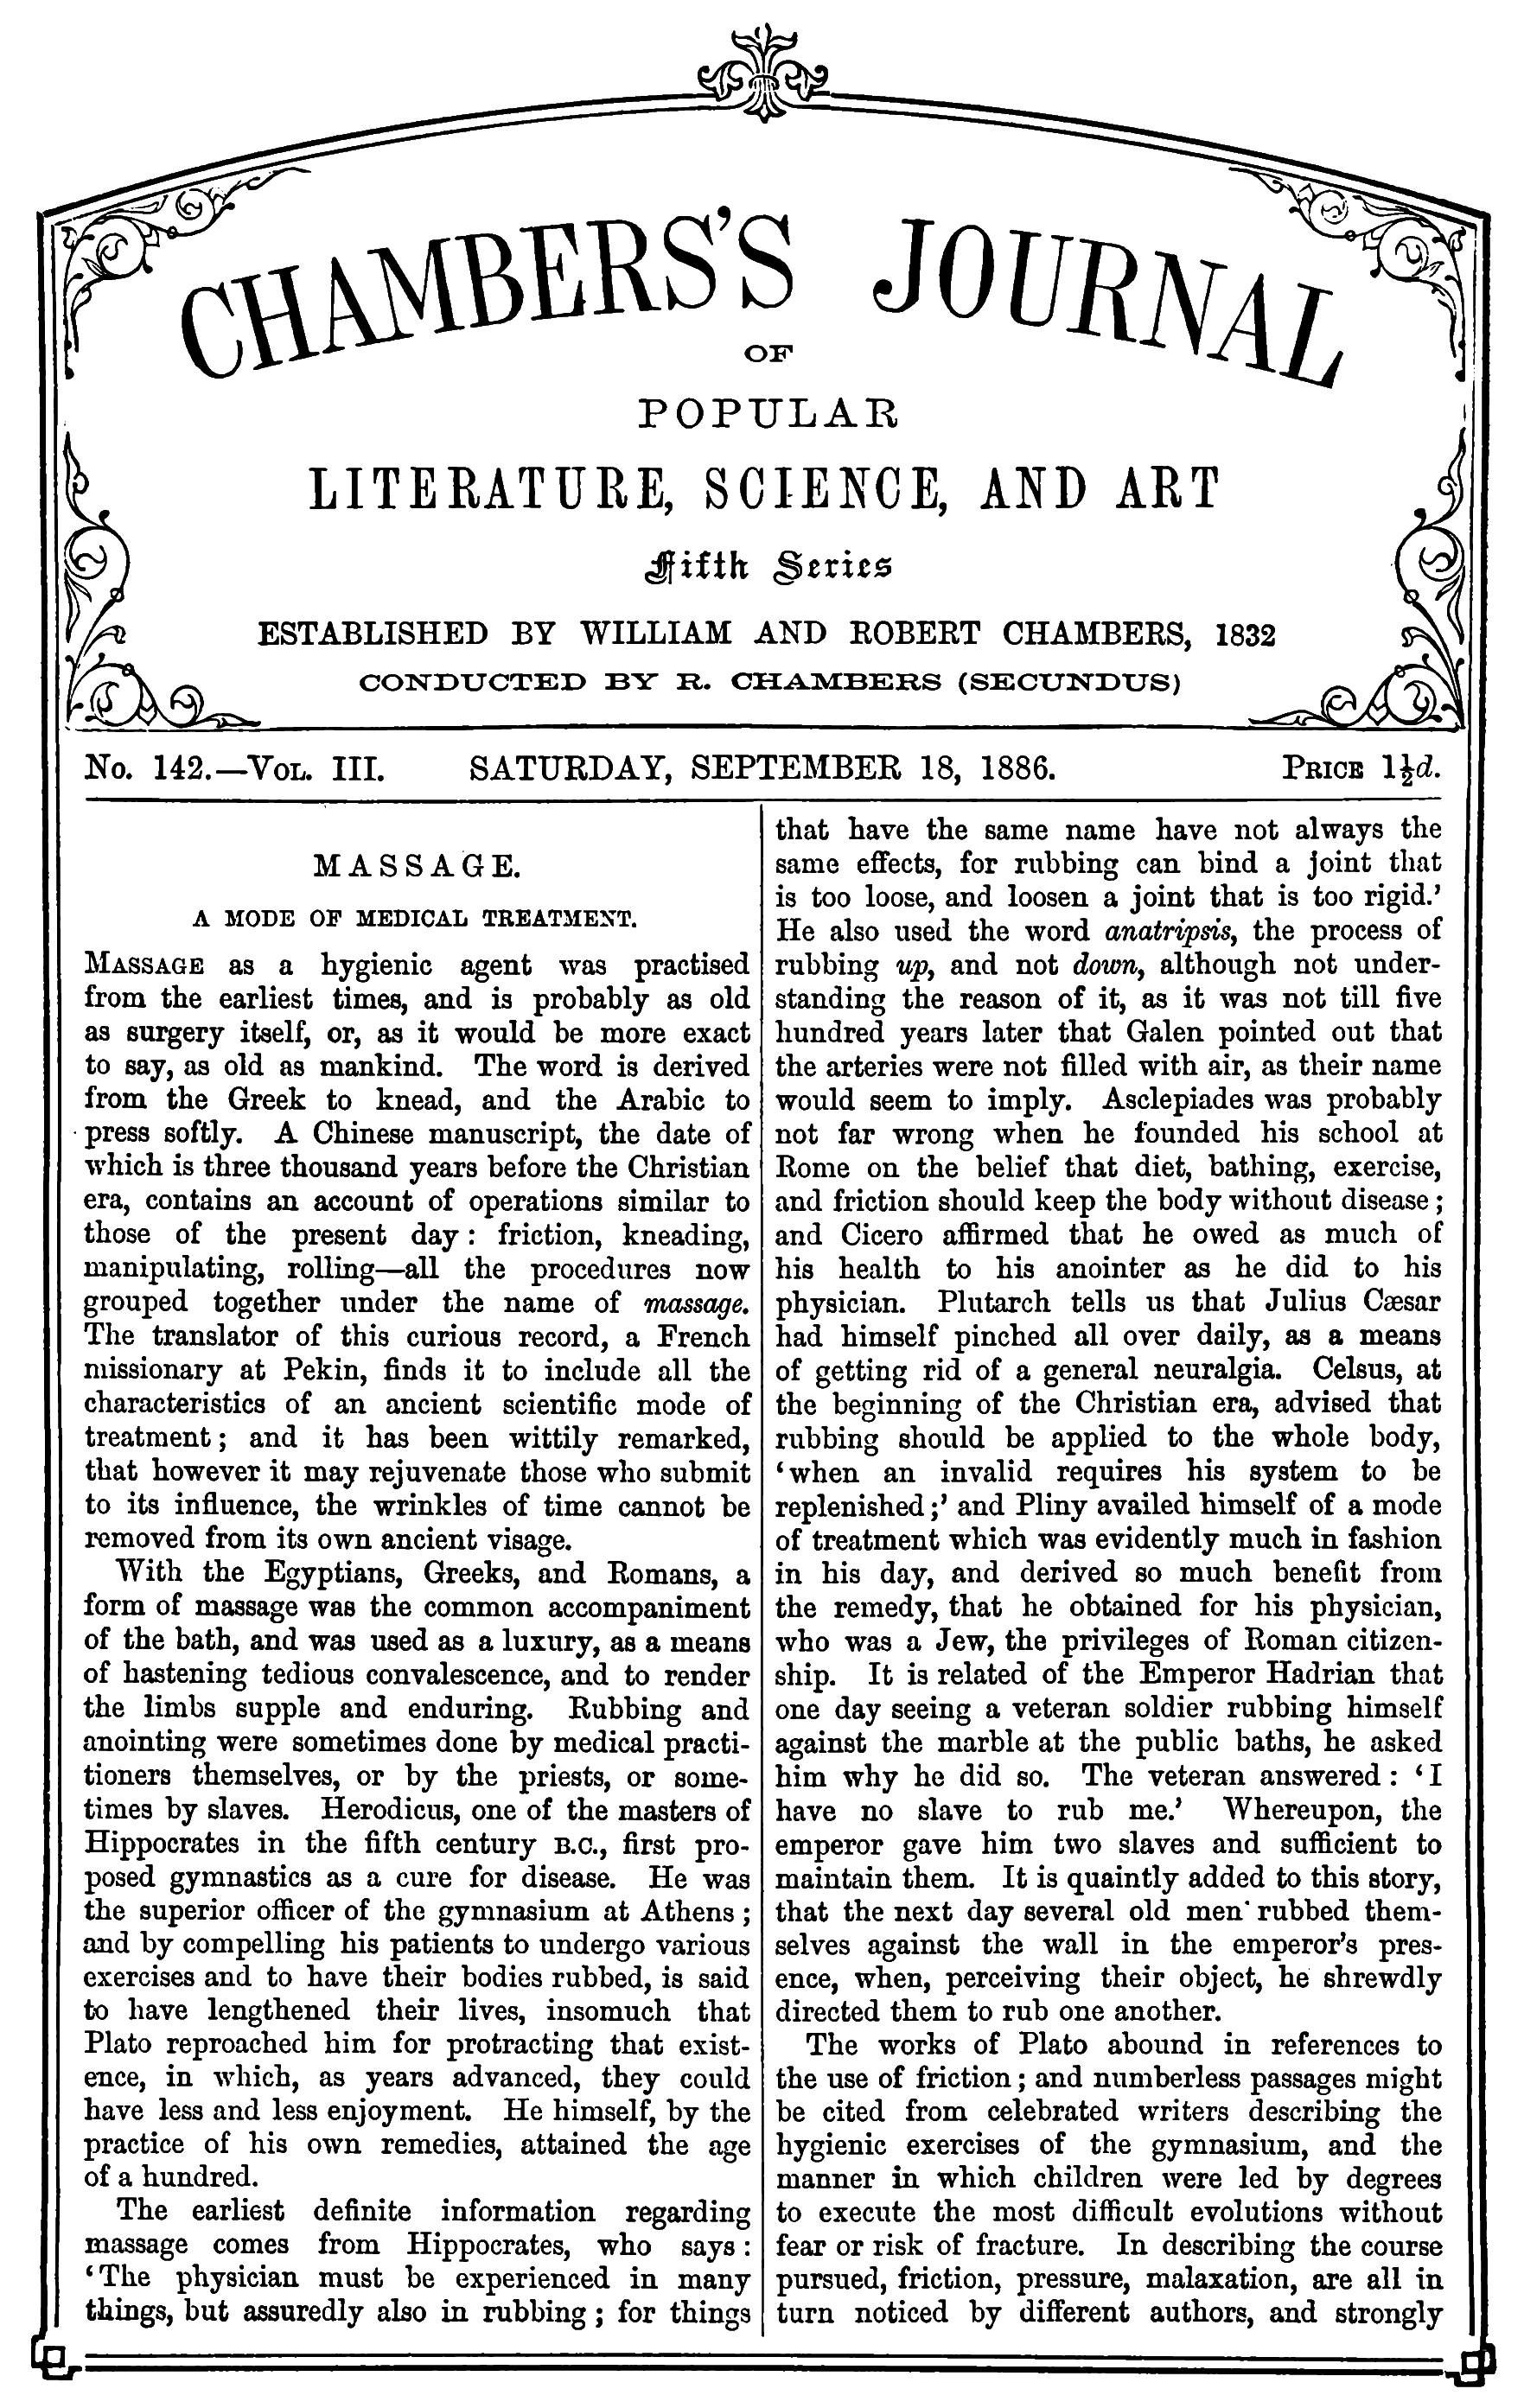 CHAMBERS'S JOURNAL
OF
POPULAR
LITERATURE, SCIENCE, AND ART
Fifth Series
ESTABLISHED BY WILLIAM AND ROBERT CHAMBERS, 1832
CONDUCTED BY R. CHAMBERS (SECUNDUS)
No. 142.—Vol. III. SATURDAY, SEPTEMBER 18, 1886. Price 1½d.
MASSAGE.
A MODE OF MEDICAL TREATMENT.
Massage as a hygienic agent was practised
from the earliest times, and is probably as old
as surgery itself, or, as it would be more exact
to say, as old as mankind. The word is derived
from the Greek to knead, and the Arabic to
press softly. A Chinese manuscript, the date of
which is three thousand years before the Christian
era, contains an account of operations similar to
those of the present day: friction, kneading,
manipulating, rolling—all the procedures now
grouped together under the name of massage.
The translator of this curious record, a French
missionary at Pekin, finds it to include all the
characteristics of an ancient scientific mode of
treatment; and it has been wittily remarked,
that however it may rejuvenate those who submit
to its influence, the wrinkles of time cannot be
removed from its own ancient visage.
With the Egyptians, Greeks, and Romans, a
form of massage was the common accompaniment
of the bath, and was used as a luxury, as a means
of hastening tedious convalescence, and to render
the limbs supple and enduring. Rubbing and
anointing were sometimes done by medical practi-
tioners themselves, or by the priests, or some-
times by slaves. Herodicus, one of the masters of
Hippocrates in the fifth century B.C., first pro-
posed gymnastics as a cure for disease. He was
the superior officer of the gymnasium at Athens;
and by compelling his patients to undergo various
exercises and to have their bodies rubbed, is said
to have lengthened their lives, insomuch that
Plato reproached him for protracting that exist-
ence, in which, as years advanced, they could
have less and less enjoyment. He himself, by the
practice of his own remedies, attained the age
of a hundred.
The earliest definite information regarding
massage comes from Hippocrates, who says:
'The physician must be experienced in many
things, but assuredly also in rubbing; for things
that have the same name have not always the
same effects, for rubbing can bind a joint that
is too loose, and loosen a joint that is too rigid.'
He also used the word anatripsis, the process of
rubbing up, and not down, although not under-
standing the reason of it, as it was not till five
hundred years later that Galen pointed out that
the arteries were not filled with air, as their name
would seem to imply. Asclepiades was probably
not far wrong when he founded his school at
Rome on the belief that diet, bathing, exercise,
and friction should keep the body without disease;
and Cicero affirmed that he owed as much of
his health to his anointer as he did to his
physician. Plutarch tells us that Julius Cæsar
had himself pinched all over daily, as a means
of getting rid of a general neuralgia. Celsus, at
the beginning of the Christian era, advised that
rubbing should be applied to the whole body,
'when an invalid requires his system to be
replenished;' and Pliny availed himself of a mode
of treatment which was evidently much in fashion
in his day, and derived so much benefit from
the remedy, that he obtained for his physician,
who was a Jew, the privileges of Roman citizen-
ship. It is related of the Emperor Hadrian that
one day seeing a veteran soldier rubbing himself
against the marble at the public baths, he asked
him why he did so. The veteran answered: 'I
have no slave to rub me.' Whereupon, the
emperor gave him two slaves and sufficient to
maintain them. It is quaintly added to this story,
that the next day several old men rubbed them-
selves against the wall in the emperor's pres-
ence, when, perceiving their object, he shrewdly
directed them to rub one another.
The works of Plato abound in references to
the use of friction; and numberless passages might
be cited from celebrated writers describing the
hygienic exercises of the gymnasium, and the
manner in which children were led by degrees
to execute the most difficult evolutions without
fear or risk of fracture. In describing the course
pursued, friction, pressure, malaxation, are all in
turn noticed by different authors, and strongly